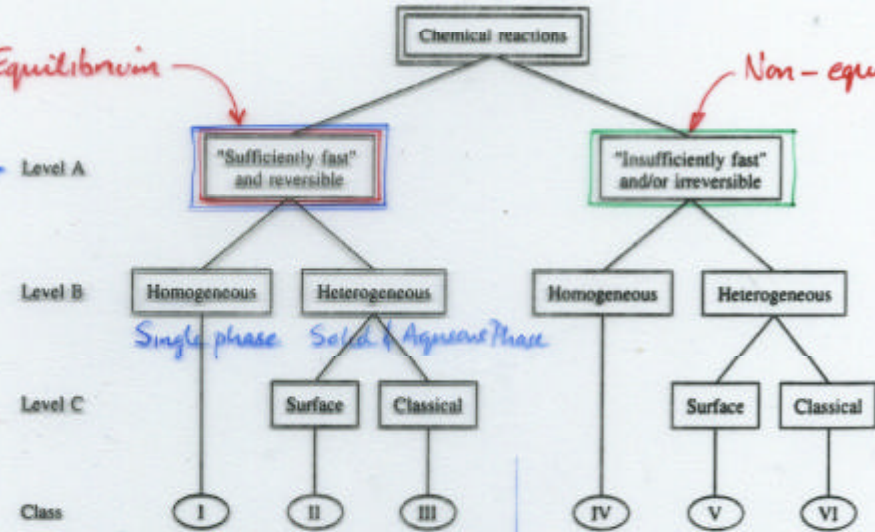 Chemical reactions
Equilibrium
Non-equ
Level A
"Sufficiently fast"
and reversible
"Insufficiently fast"
and/or irreversible
Level B
Homogeneous
Heterogeneous
Homogeneous
Heterogeneous
Single phase
Solid & Aqueous Phase
Level C
Surface
Classical
Surface
Classical
Class
I
II
III
IV
V
VI